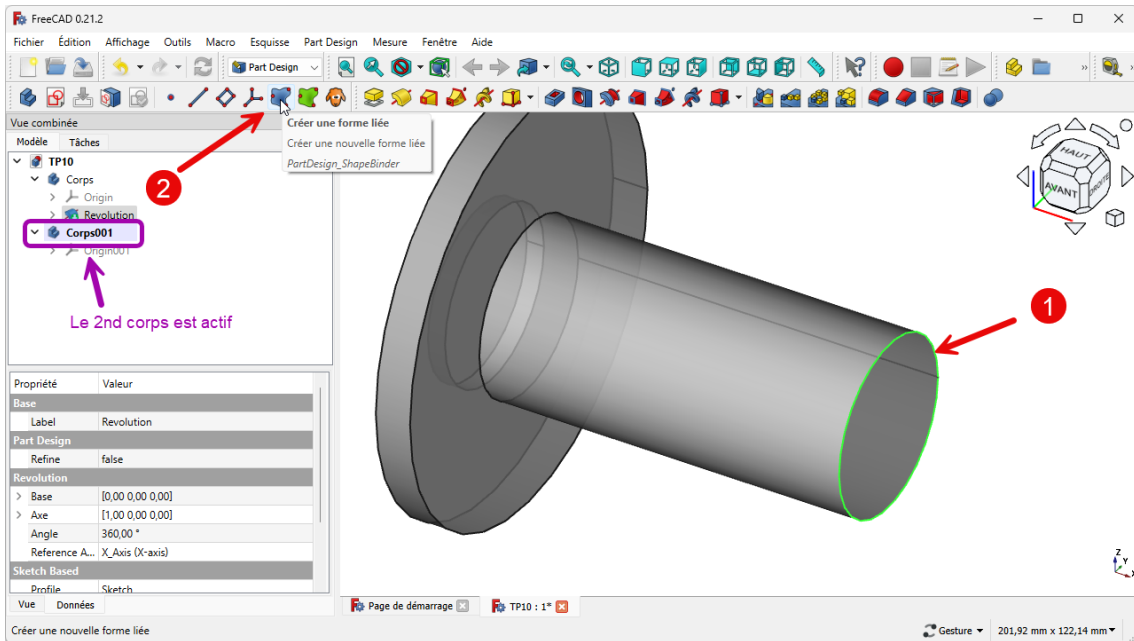 FreeCAD 0.21.2
Fichier Édition Affichage Outils Macro Esquisse Part Design Mesure Fenêtre Aide
Part Design
»
»
Vue combinée
Modèle Tâches
TP10
Corps
Origin
Revolution
Corps001
Origin001
Le 2nd corps est actif
2
Créer une forme liée
Créer une nouvelle forme liée
PartDesign_ShapeBinder
1
HAUT
AVANT
DROITE
Propriété Valeur
Base
Label Revolution
Part Design
Refine false
Revolution
Base [0,00 0,00 0,00]
Axe [1,00 0,00 0,00]
Angle 360,00 °
Reference A... X_Axis (X-axis)
Sketch Based
Profile Sketch
Vue Données
Z
Y
X
Page de démarrage TP10 : 1*
Créer une nouvelle forme liée
Gesture 201,92 mm x 122,14 mm